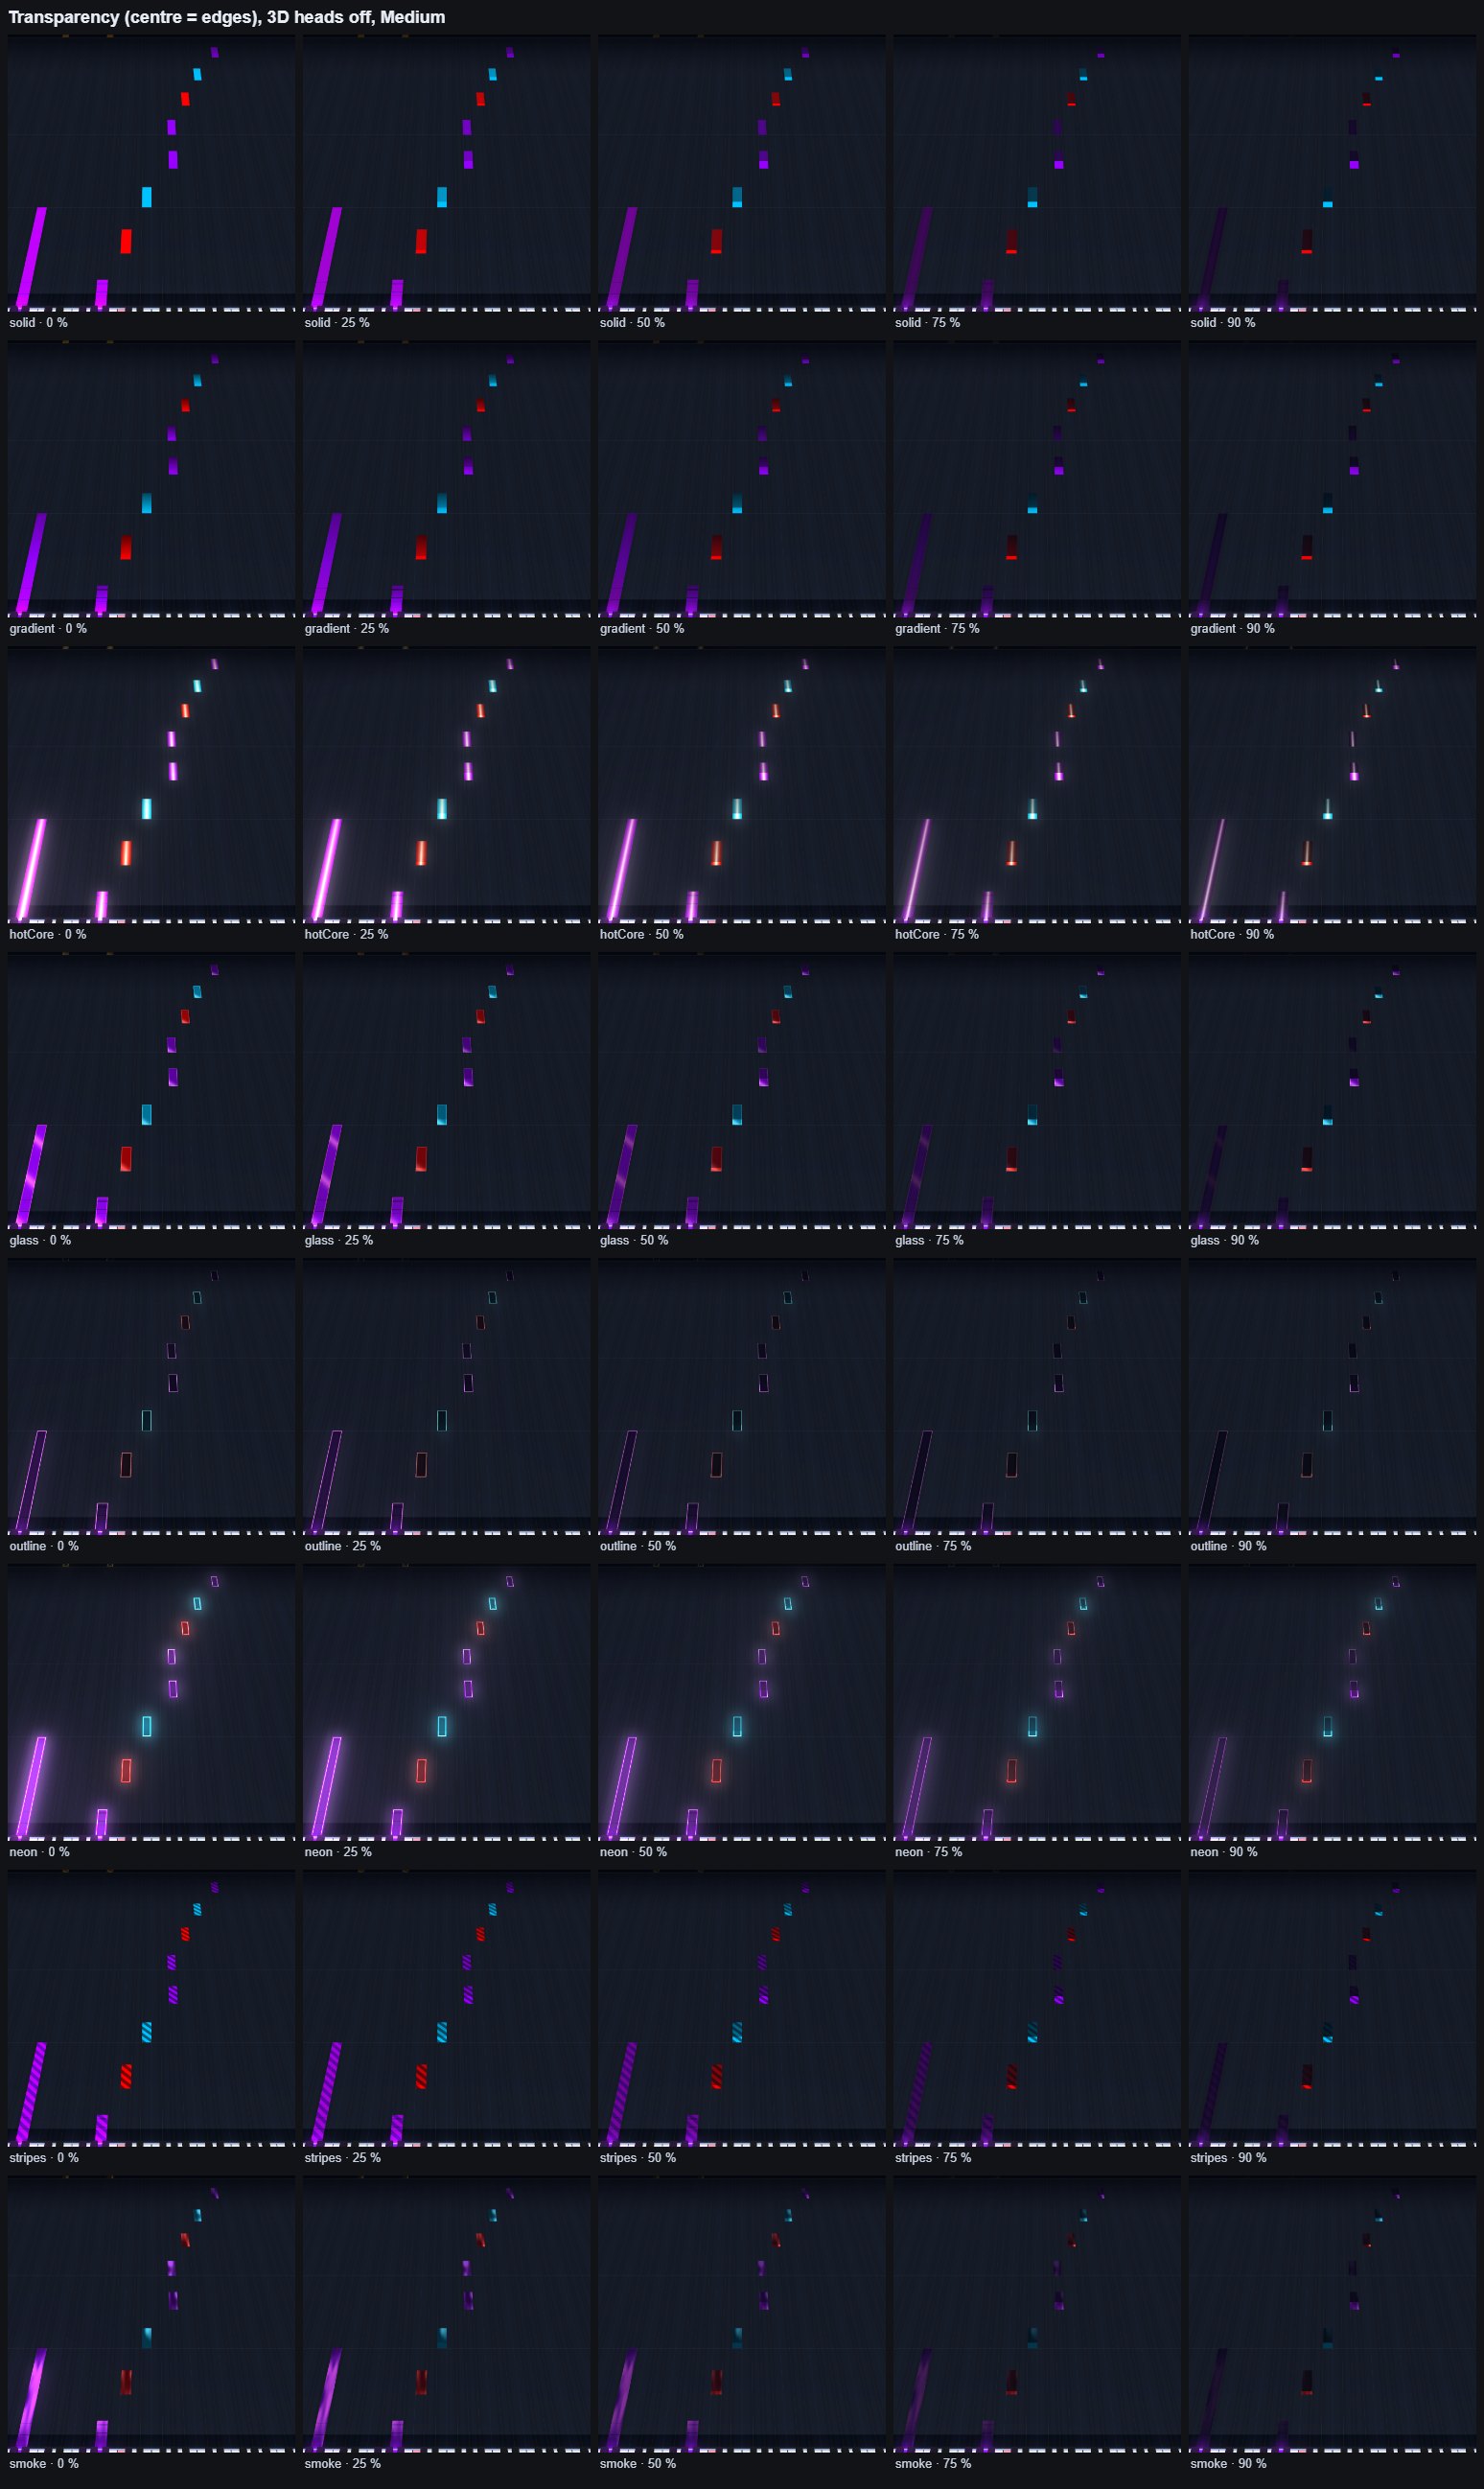 Transparency (centre = edges), 3D heads off, Medium
solid · 0 %
solid · 25 %
solid · 50 %
solid · 75 %
solid · 90 %
gradient · 0 %
gradient · 25 %
gradient · 50 %
gradient · 75 %
gradient · 90 %
hotCore · 0 %
hotCore · 25 %
hotCore · 50 %
hotCore · 75 %
hotCore · 90 %
glass · 0 %
glass · 25 %
glass · 50 %
glass · 75 %
glass · 90 %
outline · 0 %
outline · 25 %
outline · 50 %
outline · 75 %
outline · 90 %
neon · 0 %
neon · 25 %
neon · 50 %
neon · 75 %
neon · 90 %
stripes · 0 %
stripes · 25 %
stripes · 50 %
stripes · 75 %
stripes · 90 %
smoke · 0 %
smoke · 25 %
smoke · 50 %
smoke · 75 %
smoke · 90 %